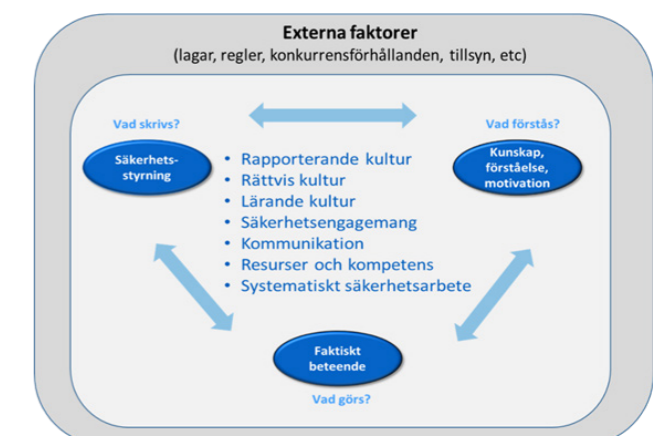 Externa faktorer
(lagar, regler, konkurrensförhållanden, tillsyn, etc)
Vad skrivs?
Säkerhets-
styrning
Vad förstås?
Kunskap,
förståelse,
motivation
• Rapporterande kultur
• Rättvis kultur
• Lärande kultur
• Säkerhetsengagemang
• Kommunikation
• Resurser och kompetens
• Systematiskt säkerhetsarbete
Faktiskt
beteende
Vad görs?